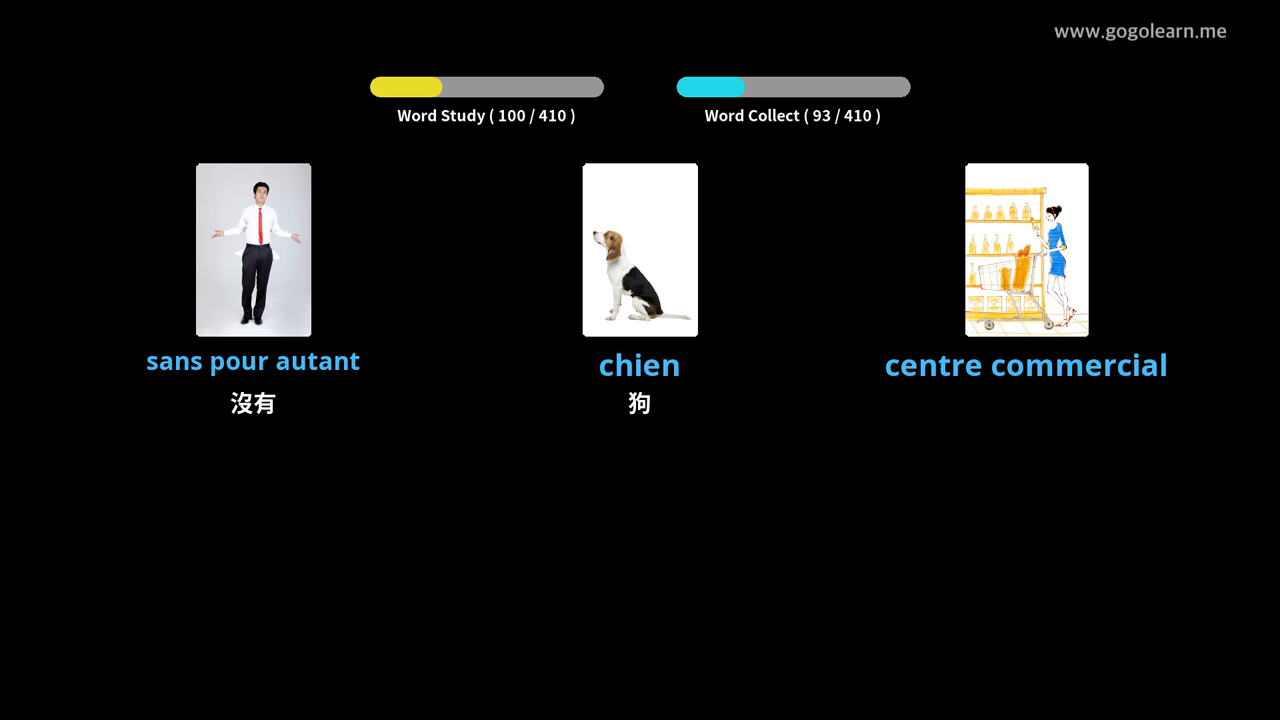 www.gogolearn.me
Word Study ( 100 / 410 )
Word Collect ( 93 / 410 )
sans pour autant
chien
centre commercial
沒有
狗